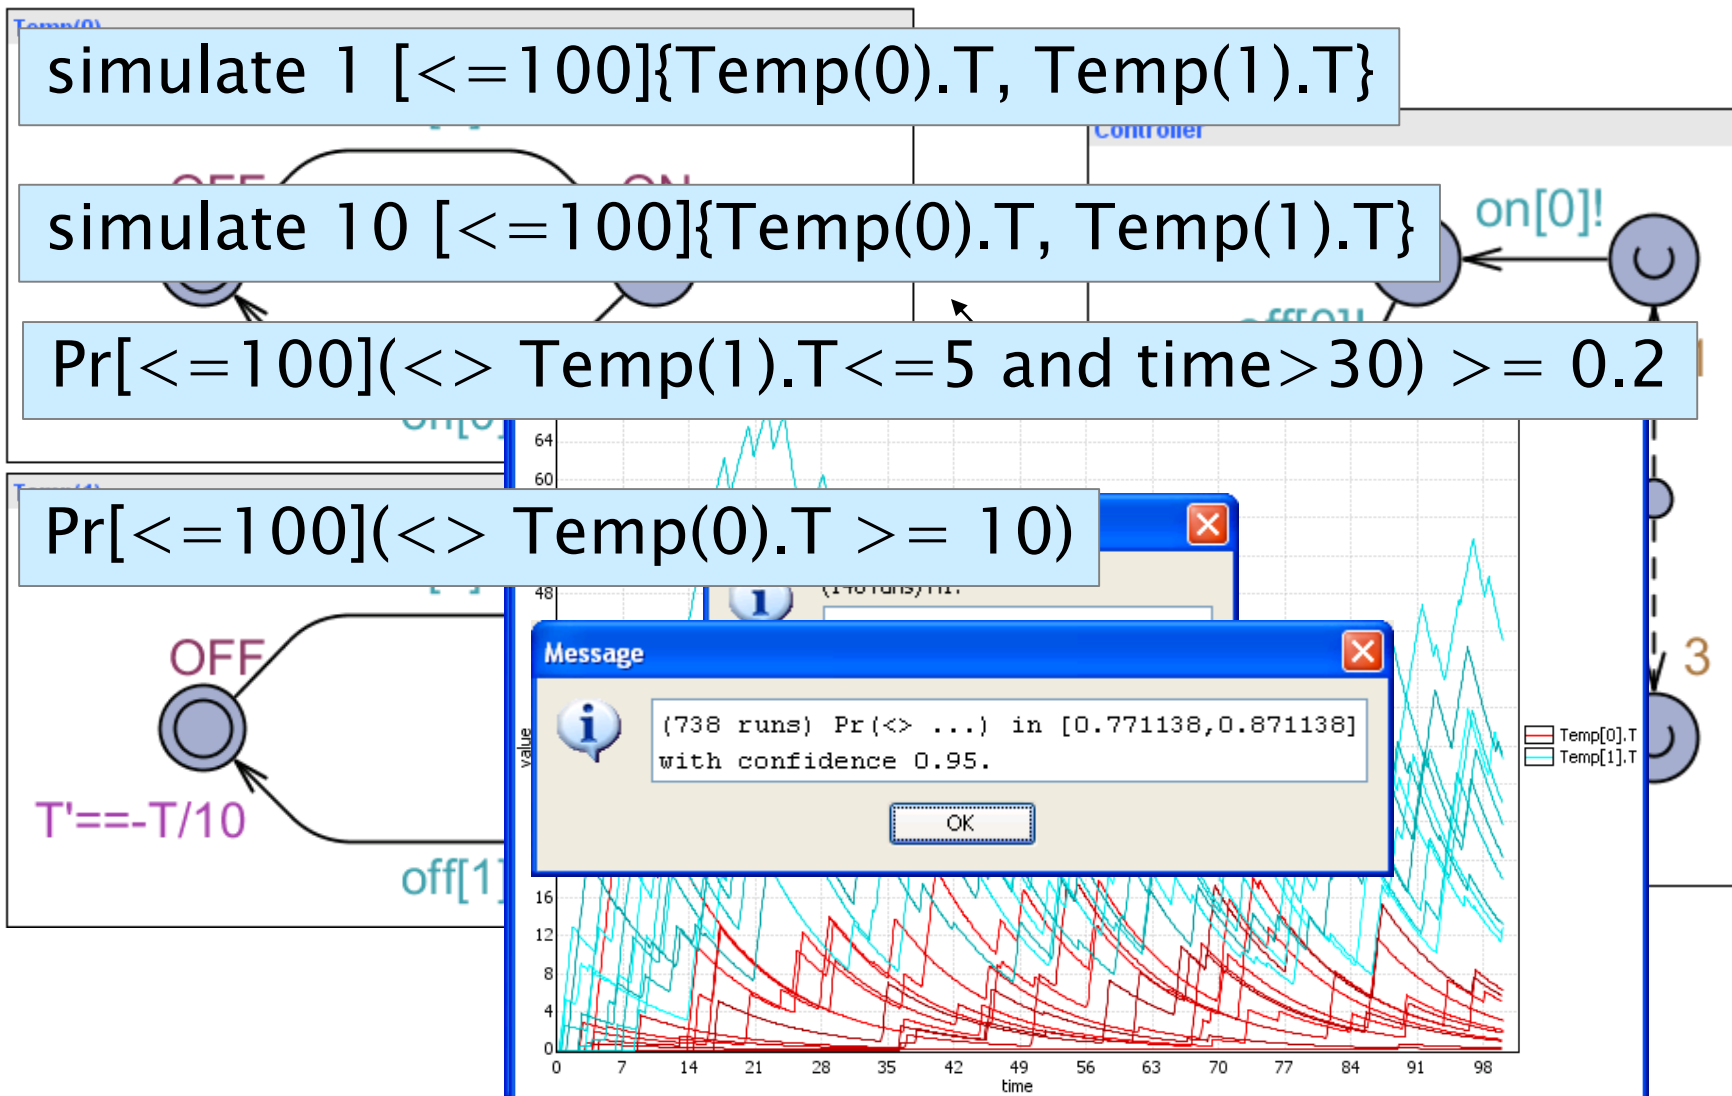 simulate 1 [<=100]{Temp(0).T, Temp(1).T}
Controller
OFF
ON
simulate 10 [<=100]{Temp(0).T, Temp(1).T}
on[0]!
off[0]!
Pr[<=100](<> Temp(1).T<=5 and time>30) >= 0.2
64
60
Pr[<=100](<> Temp(0).T >= 10)
48
OFF
Message
3
(738 runs) Pr(<> ...) in [0.771138,0.871138]
with confidence 0.95.
value
Temp[0].T
Temp[1].T
T'==-T/10
OK
off[1]
16
12
8
4
0
0 7 14 21 28 35 42 49 56 63 70 77 84 91 98
time